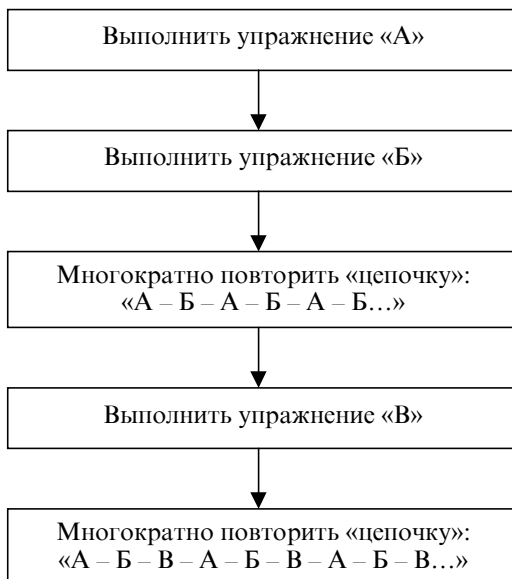 Выполнить упражнение «А»
Выполнить упражнение «Б»
Многократно повторить «цепочку»:
«А – Б – А – Б – А – Б…»
Выполнить упражнение «В»
Многократно повторить «цепочку»:
«А – Б – В – А – Б – В – А – Б – В…»